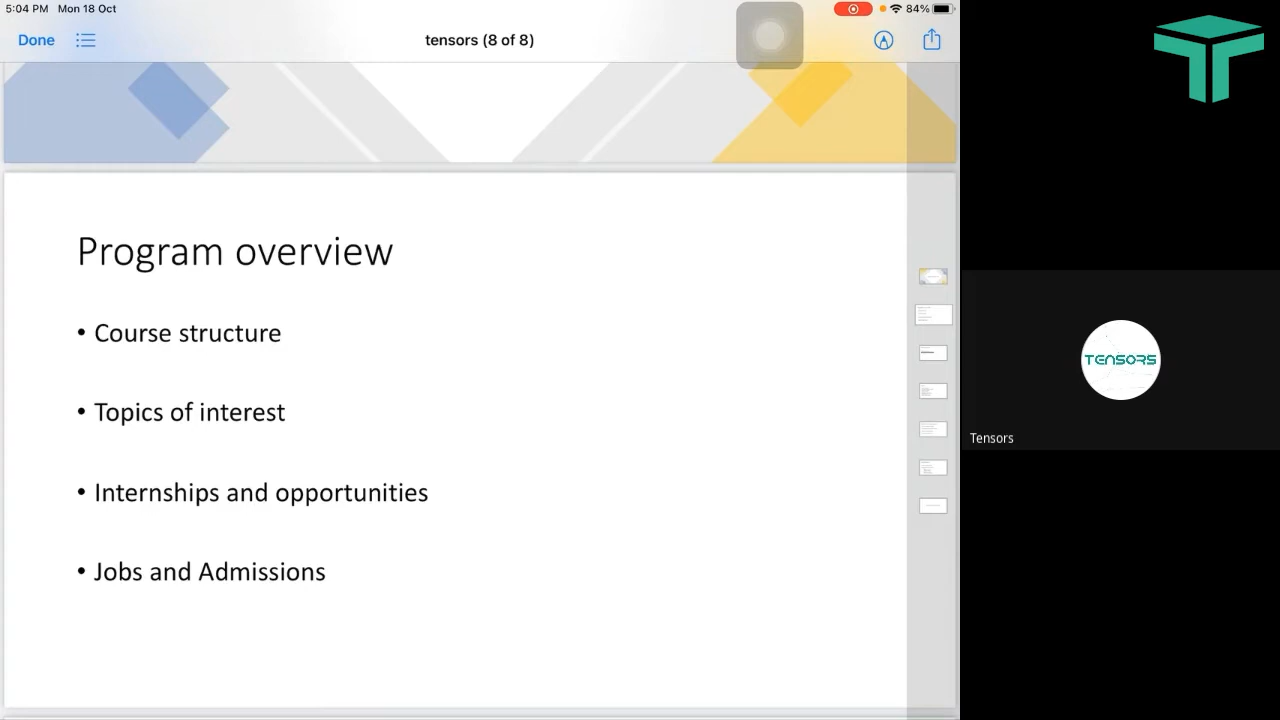 5:04 PM Mon 18 Oct
84%
Done
tensors (8 of 8)
Program overview
• Course structure
• Topics of interest
• Internships and opportunities
• Jobs and Admissions
TENSORS
Tensors